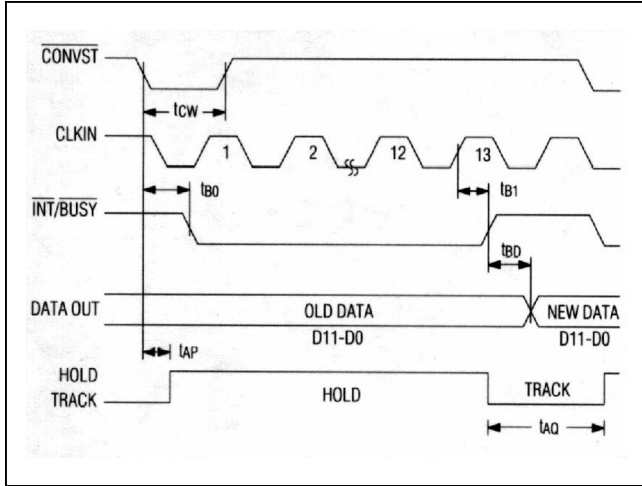 CONVST
tCW
CLKIN
1 2 12 13
tB0 tB1
INT/BUSY
tBD
DATA OUT OLD DATA NEW DATA
D11-D0 D11-D0
tAP
HOLD
TRACK HOLD TRACK
tAQ